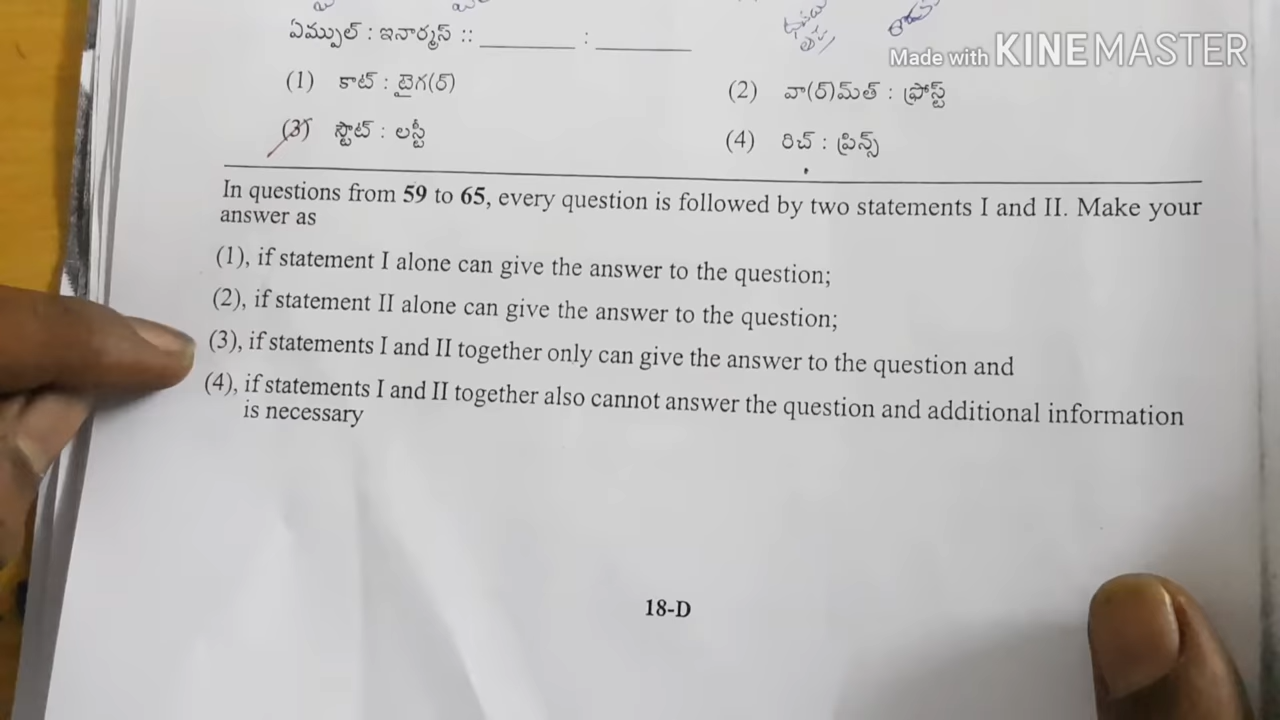 Made with KINEMASTER
ఏమ్పుల్ : ఇనార్మస్ :: ________ : ________
(1) కాట్ : టైగ(ర్)
(2) వా(ర్)మ్‌త్ : ఫ్రోస్ట్
(3) స్టౌట్ : లస్టీ
(4) రిచ్ : ప్రిన్స్
In questions from 59 to 65, every question is followed by two statements I and II. Make your
answer as
(1), if statement I alone can give the answer to the question;
(2), if statement II alone can give the answer to the question;
(3), if statements I and II together only can give the answer to the question and
(4), if statements I and II together also cannot answer the question and additional information
is necessary
18-D